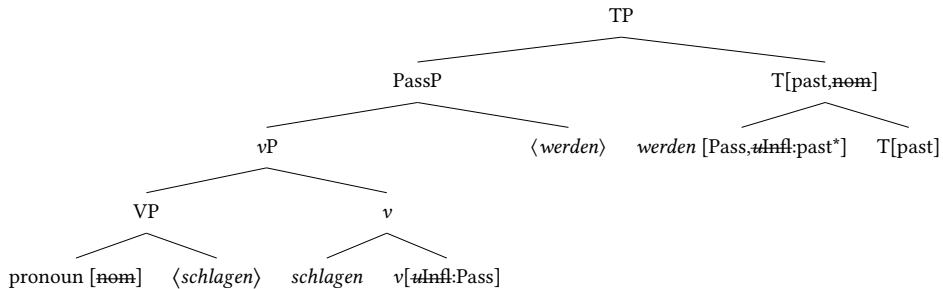 TP
PassP T[past,nom]
vP ⟨werden⟩ werden [Pass,uInfl:past*] T[past]
VP v
pronoun [nom] ⟨schlagen⟩ schlagen v[uInfl:Pass]